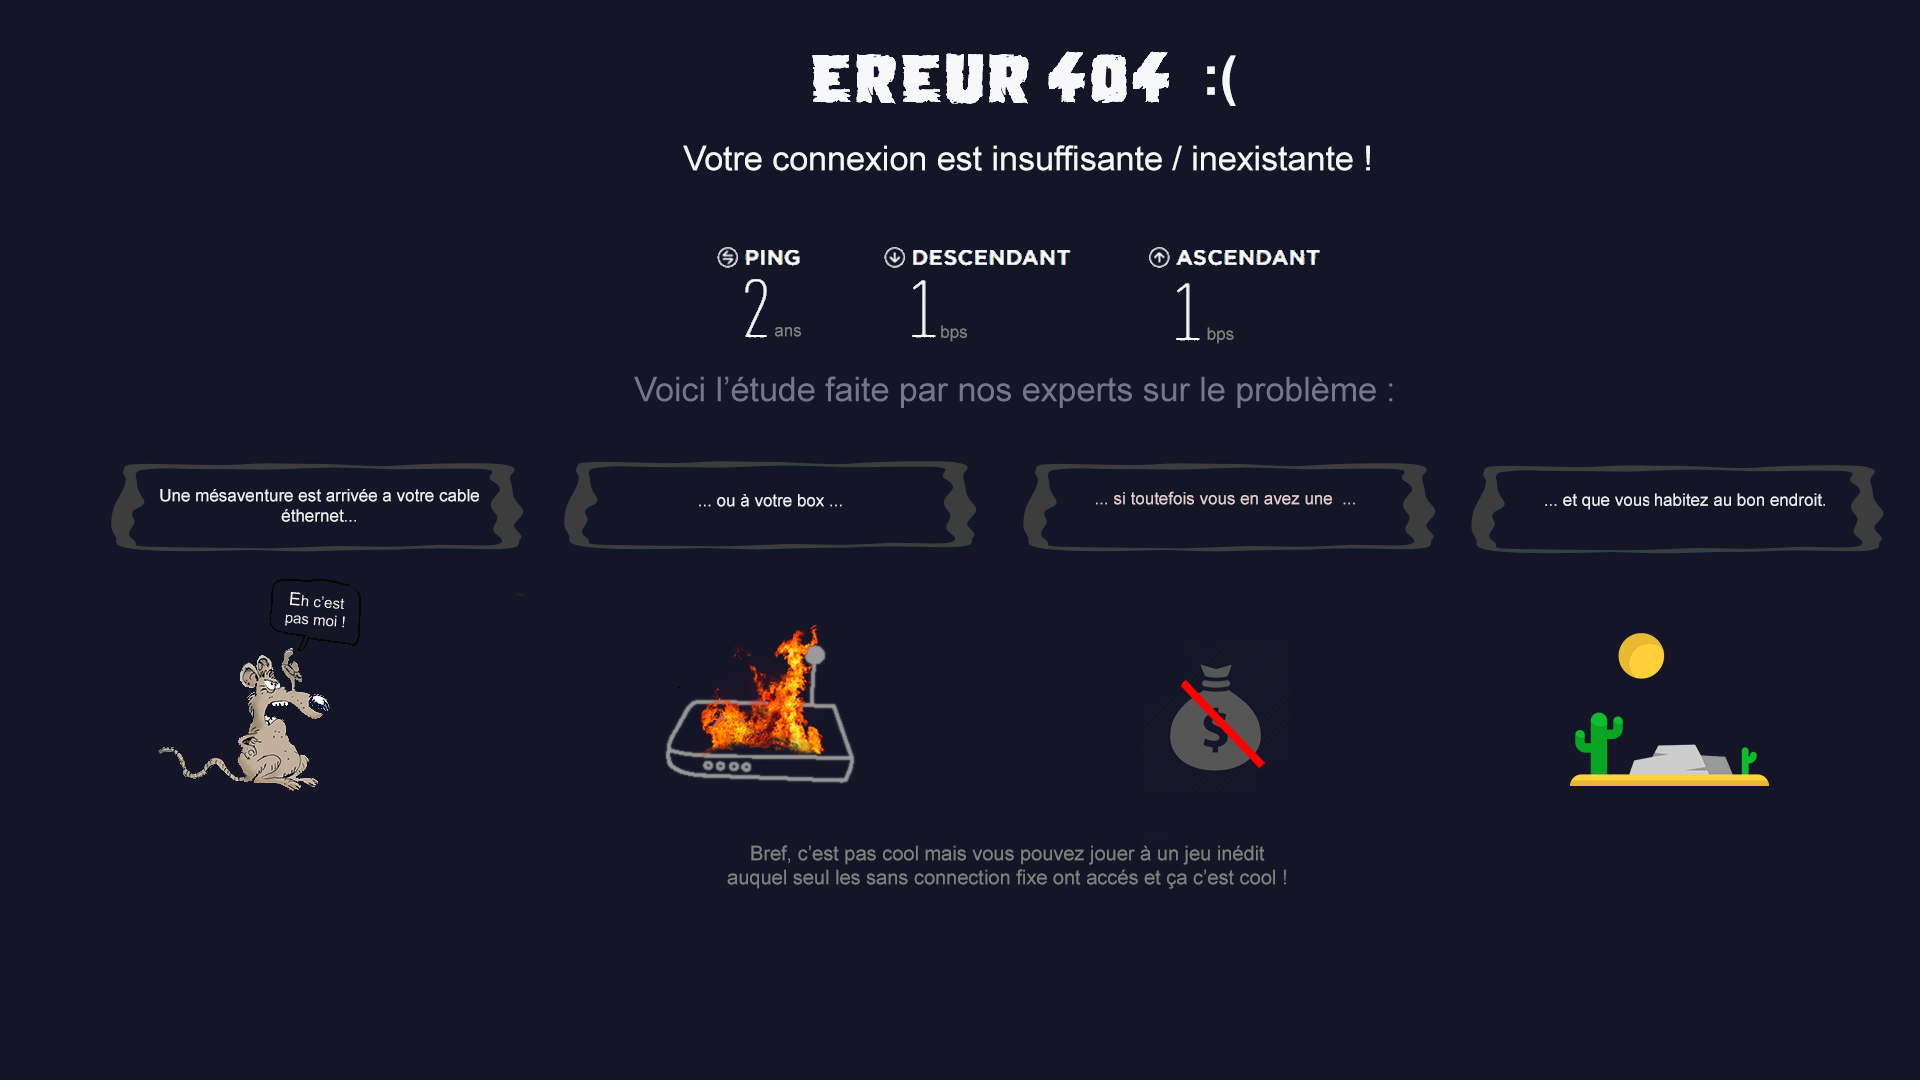 EREUR 404 :(
Votre connexion est insuffisante / inexistante !
PING DESCENDANT ASCENDANT
2 ans 1 bps 1 bps
Voici l’étude faite par nos experts sur le problème :
Une mésaventure est arrivée a votre cable
éthernet...
... ou à votre box ...
... si toutefois vous en avez une ...
... et que vous habitez au bon endroit.
Eh c’est
pas moi !
$
Bref, c’est pas cool mais vous pouvez jouer à un jeu inédit
auquel seul les sans connection fixe ont accés et ça c’est cool !